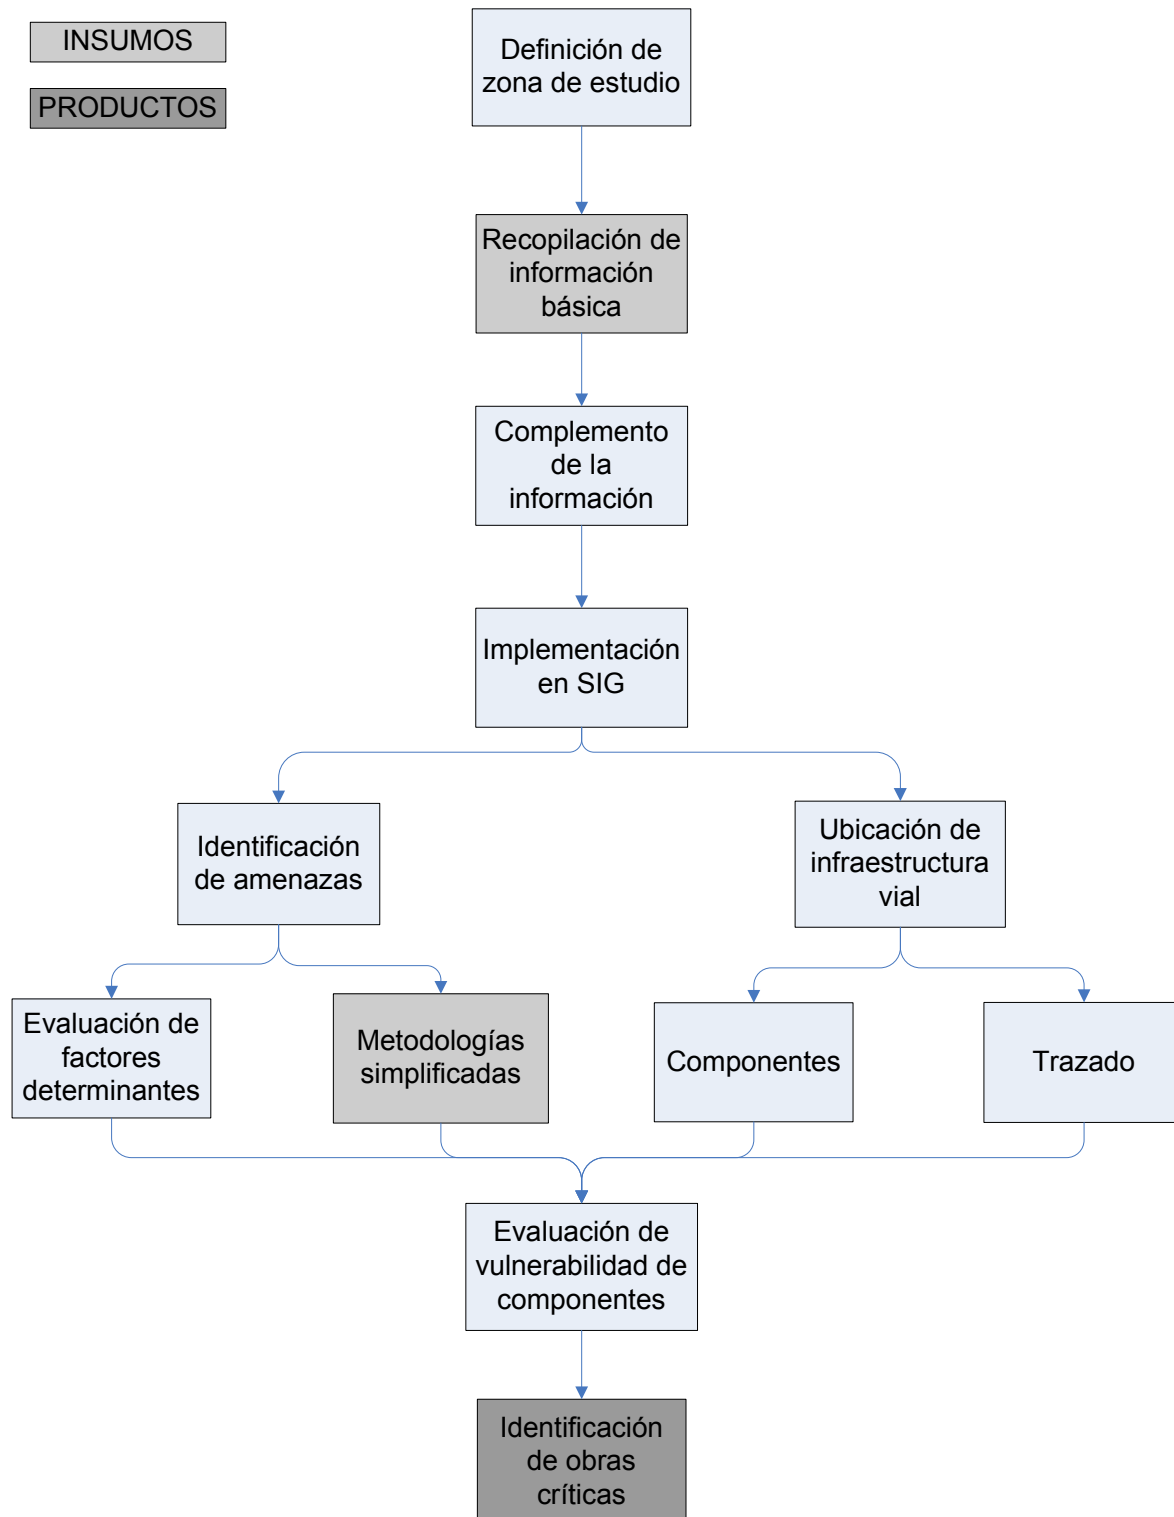 INSUMOS
PRODUCTOS
Definición de
zona de estudio
Recopilación de
información
básica
Complemento
de la
información
Implementación
en SIG
Identificación
de amenazas
Ubicación de
infraestructura
vial
Evaluación de
factores
determinantes
Metodologías
simplificadas
Componentes
Trazado
Evaluación de
vulnerabilidad de
componentes
Identificación
de obras
críticas